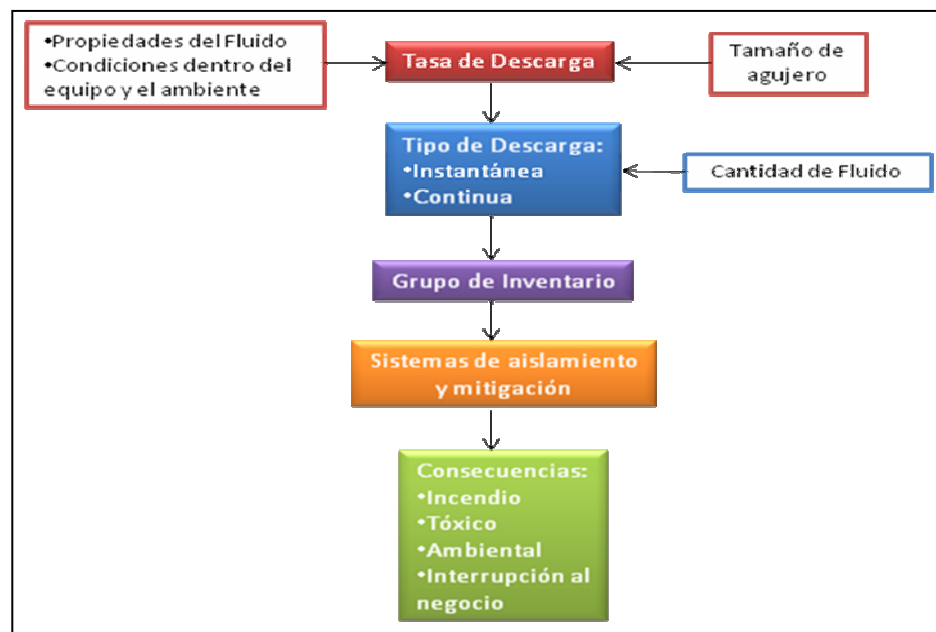 •Propiedades del Fluido
•Condiciones dentro del
equipo y el ambiente
Tasa de Descarga
Tamaño de
agujero
Tipo de Descarga:
•Instantánea
•Continua
Cantidad de Fluido
Grupo de Inventario
Sistemas de aislamiento
y mitigación
Consecuencias:
•Incendio
•Tóxico
•Ambiental
•Interrupción al
negocio